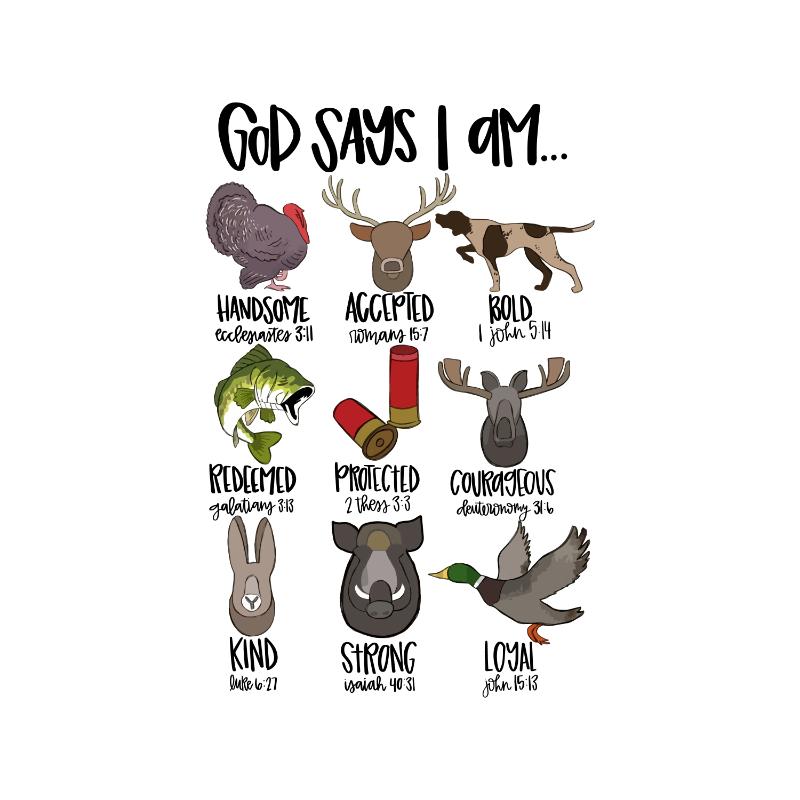 GOD SAYS I AM...
HANDSOME ACCEPTED BOLD
ecclesiastes 3:11 romans 15:7 1 john 5:14
REDEEMED PROTECTED COURAGEOUS
galatians 3:13 2 thess 3:3 deuteronomy 31:6
KIND STRONG LOYAL
luke 6:27 isaiah 40:31 john 15:13